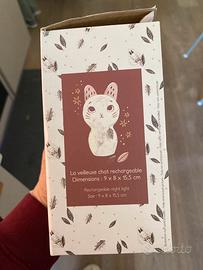 La veilleuse chat rechargeable
Dimensions : 9 x 8 x 15,5 cm
Rechargeable night light
Size : 9 x 8 x 15,5 cm
subito